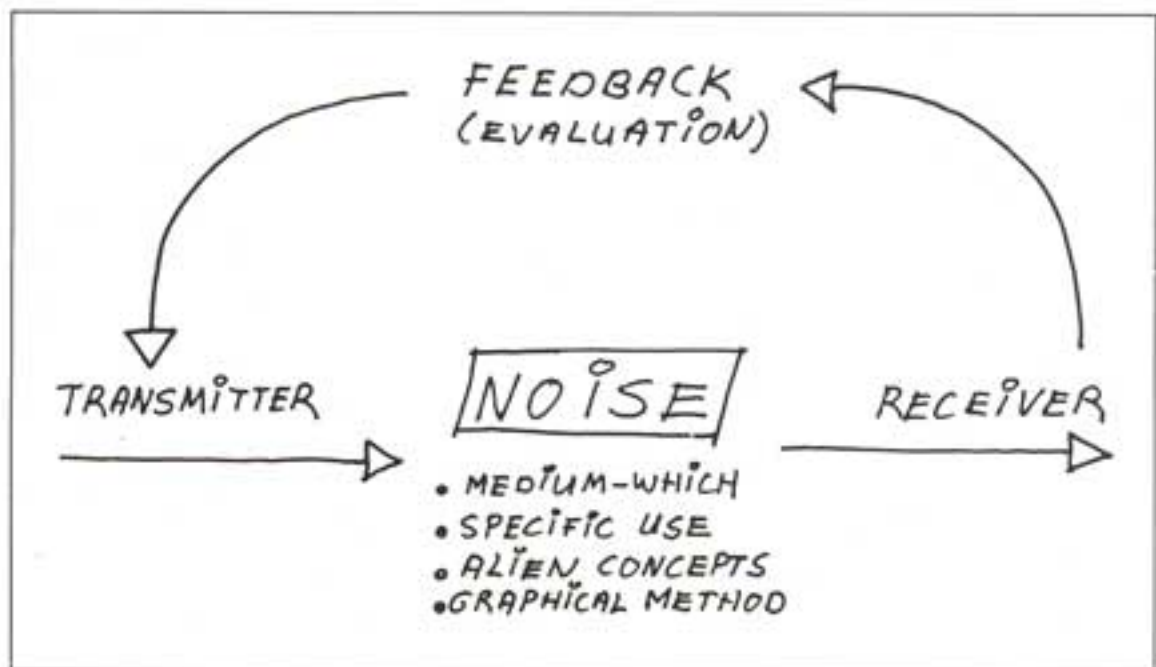 FEEDBACK
(EVALUATION)
TRANSMITTER
NOISE
RECEIVER
• MEDIUM-WHICH
• SPECIFIC USE
• ALIEN CONCEPTS
• GRAPHICAL METHOD